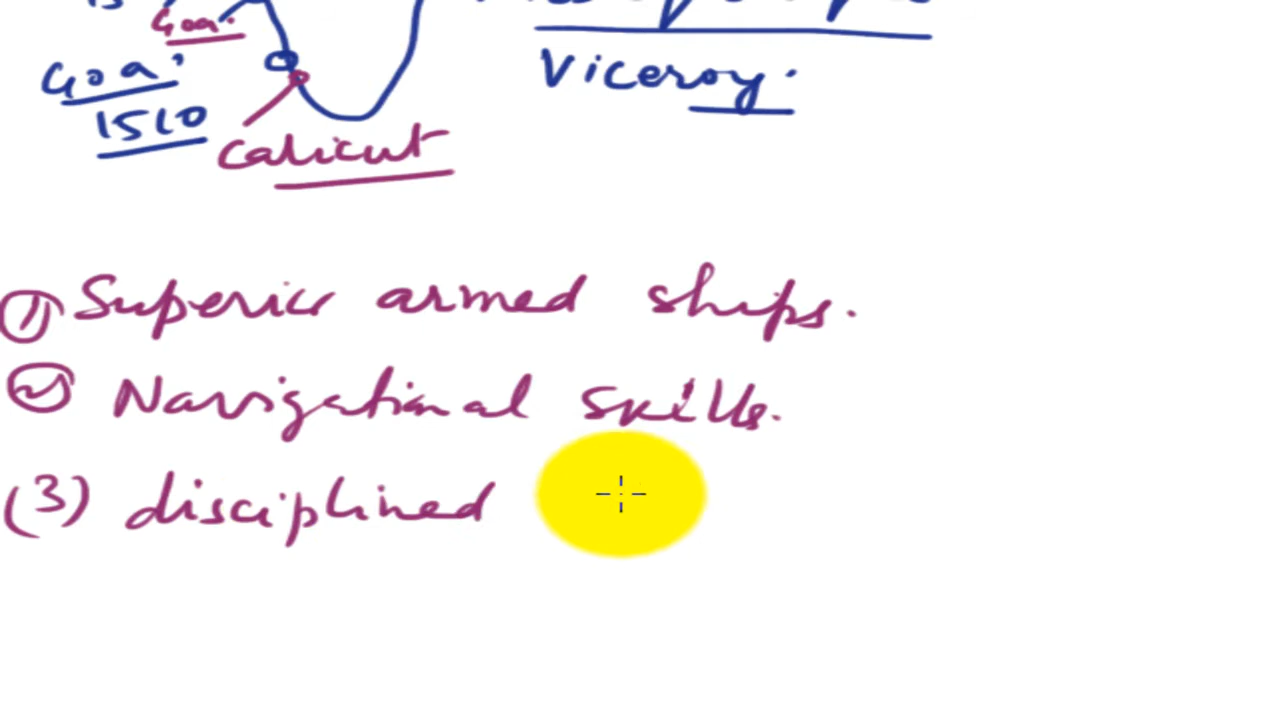 Goa.
Goa
1510
Calicut
Viceroy.
① Superior armed ships.
② Navigational skills.
(3) disciplined